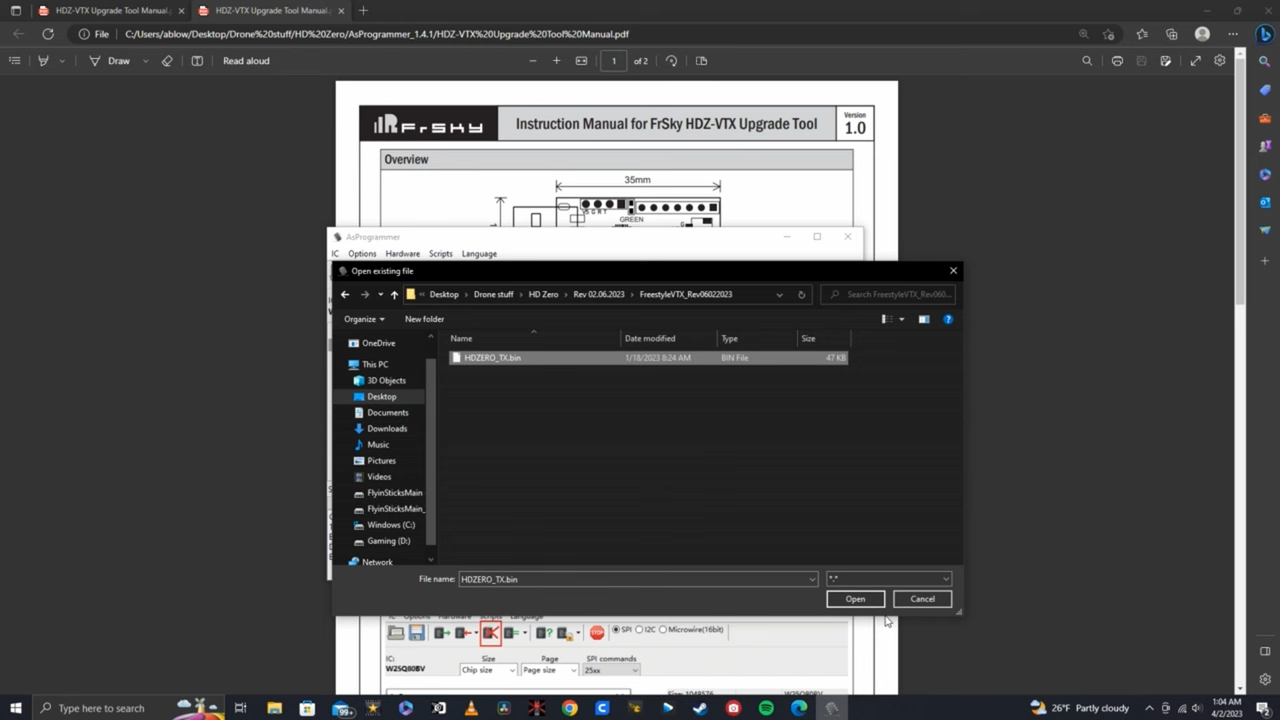 HDZ-VTX Upgrade Tool Manual.
HDZ-VTX Upgrade Tool Manual.
File
C:/Users/ablow/Desktop/Drone%20stuff/HD%20Zero/AsProgrammer_1.4.1/HDZ-VTX%20Upgrade%20Tool%20Manual.pdf
Draw
Read aloud
1
of 2
FrSky
Instruction Manual for FrSky HDZ-VTX Upgrade Tool
Version
1.0
Overview
35mm
GREEN
AsProgrammer
IC Options Hardware Scripts Language
Open existing file
« Desktop Drone stuff HD Zero Rev 02.06.2023 FreestyleVTX_Rev06022023
Search FreestyleVTX_Rev060...
Organize
New folder
Name Date modified Type Size
HDZERO_TX.bin 1/18/2023 8:24 AM BIN File 47 KB
OneDrive
This PC
3D Objects
Desktop
Documents
Downloads
Music
Pictures
Videos
FlyinSticksMain
FlyinSticksMain_
Windows (C:)
Gaming (D:)
Network
File name: HDZERO_TX.bin
*.*
Open
Cancel
STOP
SPI I2C Microwire(16bit)
IC:
W25Q80BV
Size
Page
SPI commands
Chip size
Page size
25xx
Type here to search
99+
26°F Partly cloudy
1:04 AM
4/2/2023